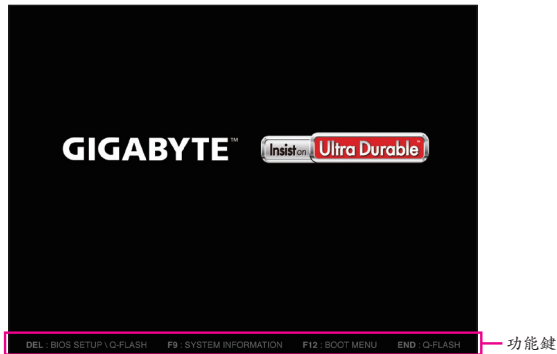 GIGABYTE™
Insist on Ultra Durable™
DEL : BIOS SETUP \ Q-FLASH F9 : SYSTEM INFORMATION F12 : BOOT MENU END : Q-FLASH
功能鍵